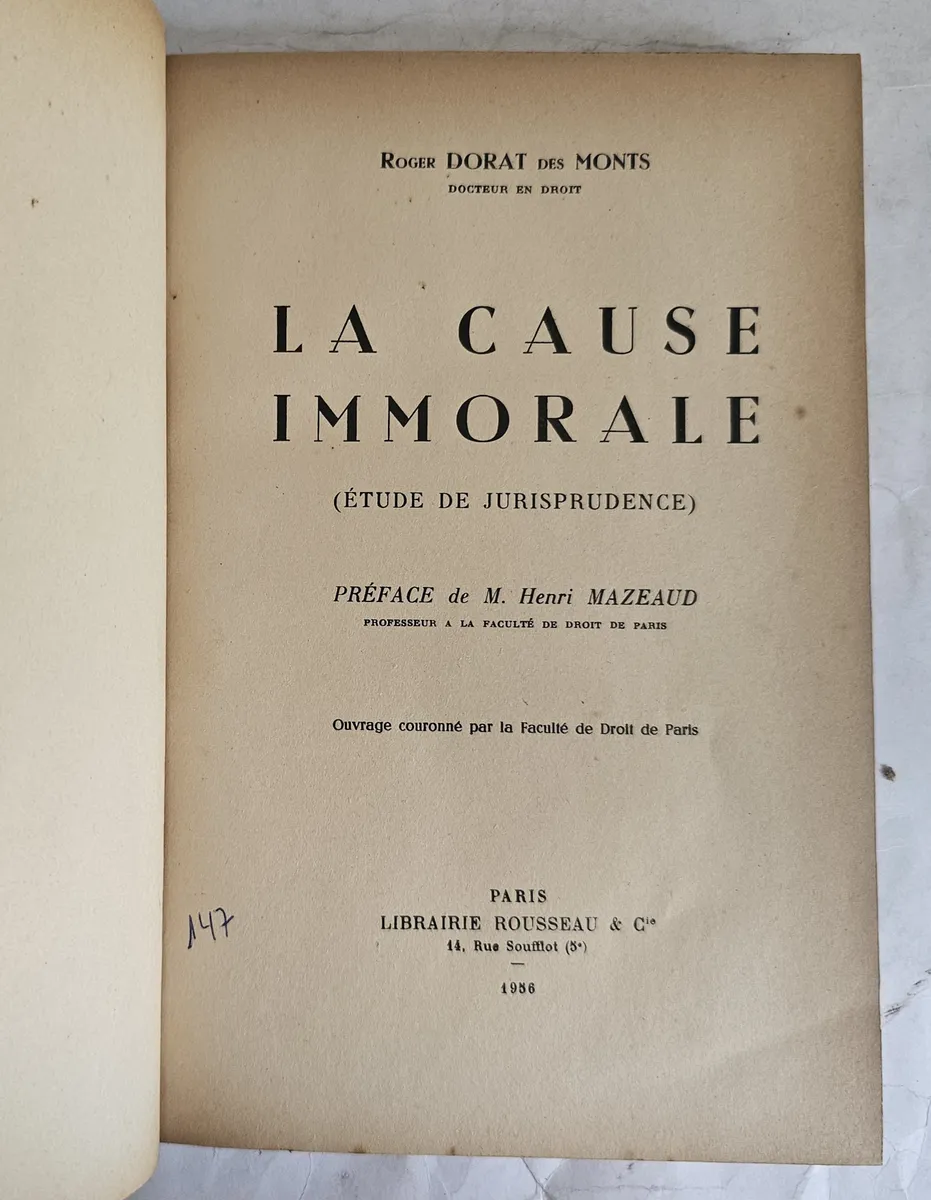 ROGER DORAT DES MONTS
DOCTEUR EN DROIT
LA CAUSE
IMMORALE
(ÉTUDE DE JURISPRUDENCE)
PRÉFACE de M. Henri MAZEAUD
PROFESSEUR A LA FACULTÉ DE DROIT DE PARIS
Ouvrage couronné par la Faculté de Droit de Paris
147
PARIS
LIBRAIRIE ROUSSEAU & Cie
14, Rue Soufflot (5e)
1956